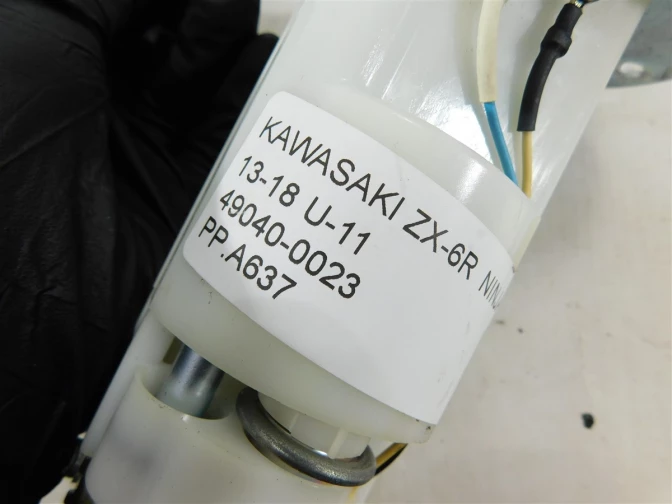 KAWASAKI ZX-6R
13-18 U-11
49040-0023
PP.A637